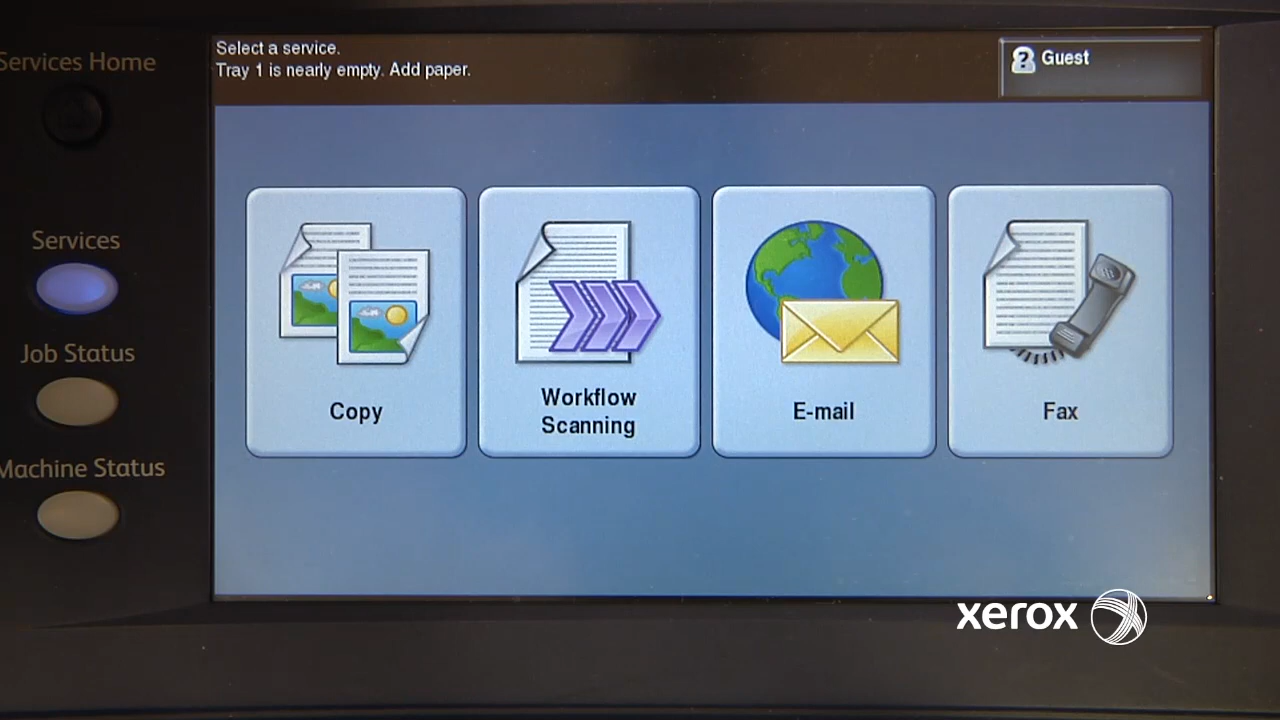 Services Home
Select a service.
Tray 1 is nearly empty. Add paper.
Guest
Services
Job Status
Machine Status
Copy
Workflow
Scanning
E-mail
Fax
xerox